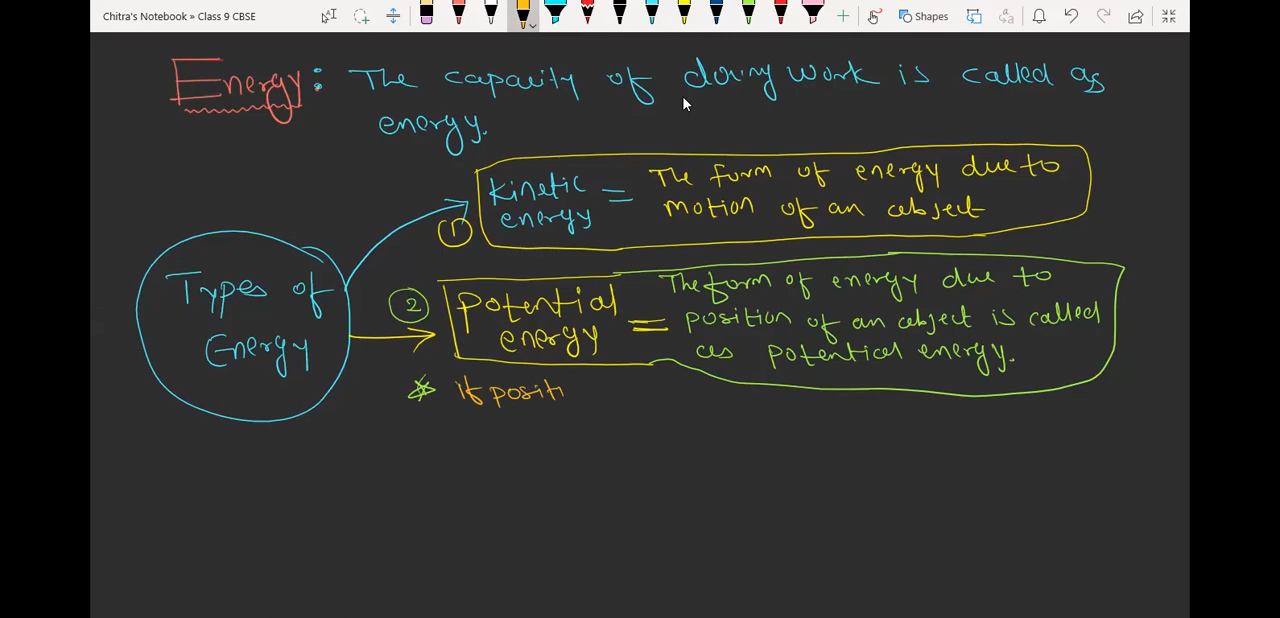 Chitra's Notebook » Class 9 CBSE
Shapes
Energy: The capacity of doing work is called as
energy.
① Kinetic energy = The form of energy due to
motion of an object
Types of
Energy
② Potential energy = The form of energy due to
position of an object is called
as potential energy.
* If positi